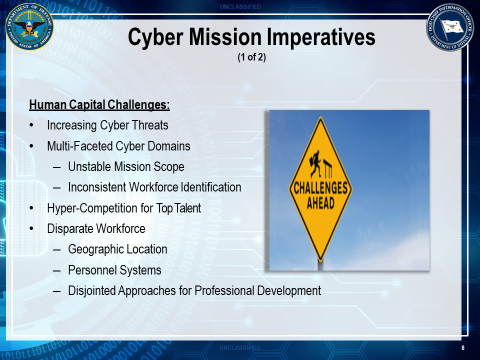 UNCLASSIFIED
Cyber Mission Imperatives
(1 of 2)
Human Capital Challenges:
• Increasing Cyber Threats
• Multi-Faceted Cyber Domains
– Unstable Mission Scope
– Inconsistent Workforce Identification
• Hyper-Competition for Top Talent
• Disparate Workforce
– Geographic Location
– Personnel Systems
– Disjointed Approaches for Professional Development
CHALLENGES
AHEAD
UNCLASSIFIED
8